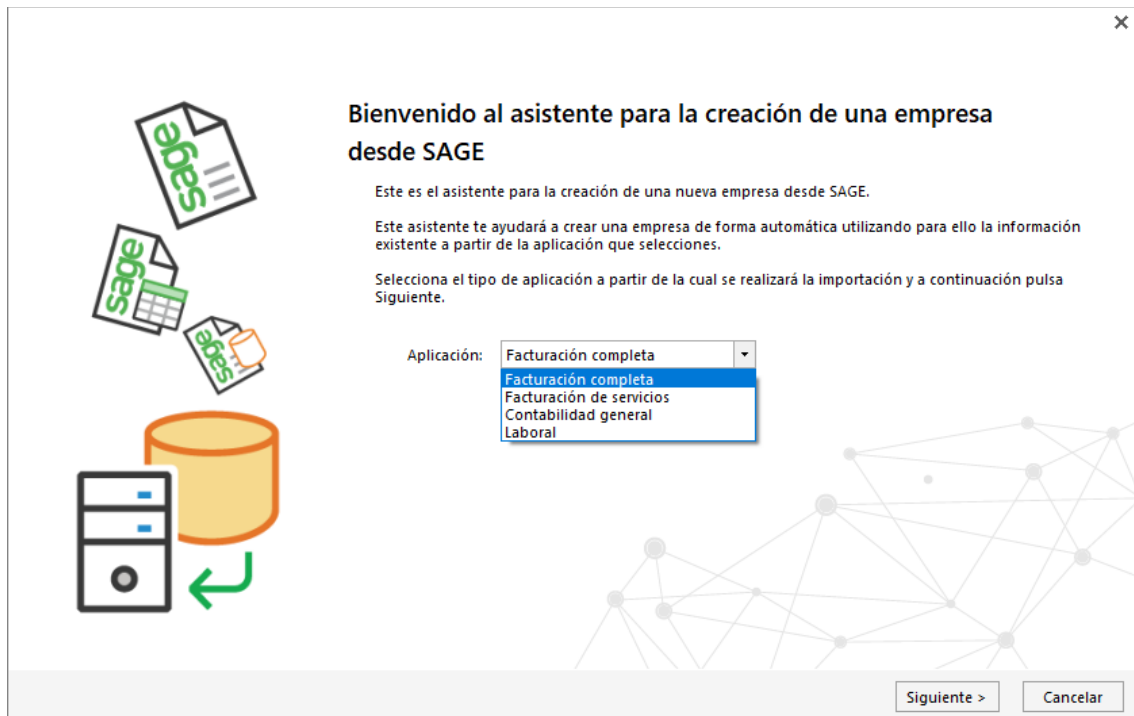 Bienvenido al asistente para la creación de una empresa
desde SAGE
Este es el asistente para la creación de una nueva empresa desde SAGE.
Este asistente te ayudará a crear una empresa de forma automática utilizando para ello la información
existente a partir de la aplicación que selecciones.
Selecciona el tipo de aplicación a partir de la cual se realizará la importación y a continuación pulsa
Siguiente.
Aplicación: Facturación completa
Facturación completa
Facturación de servicios
Contabilidad general
Laboral
sage
sage
sage
Siguiente > Cancelar